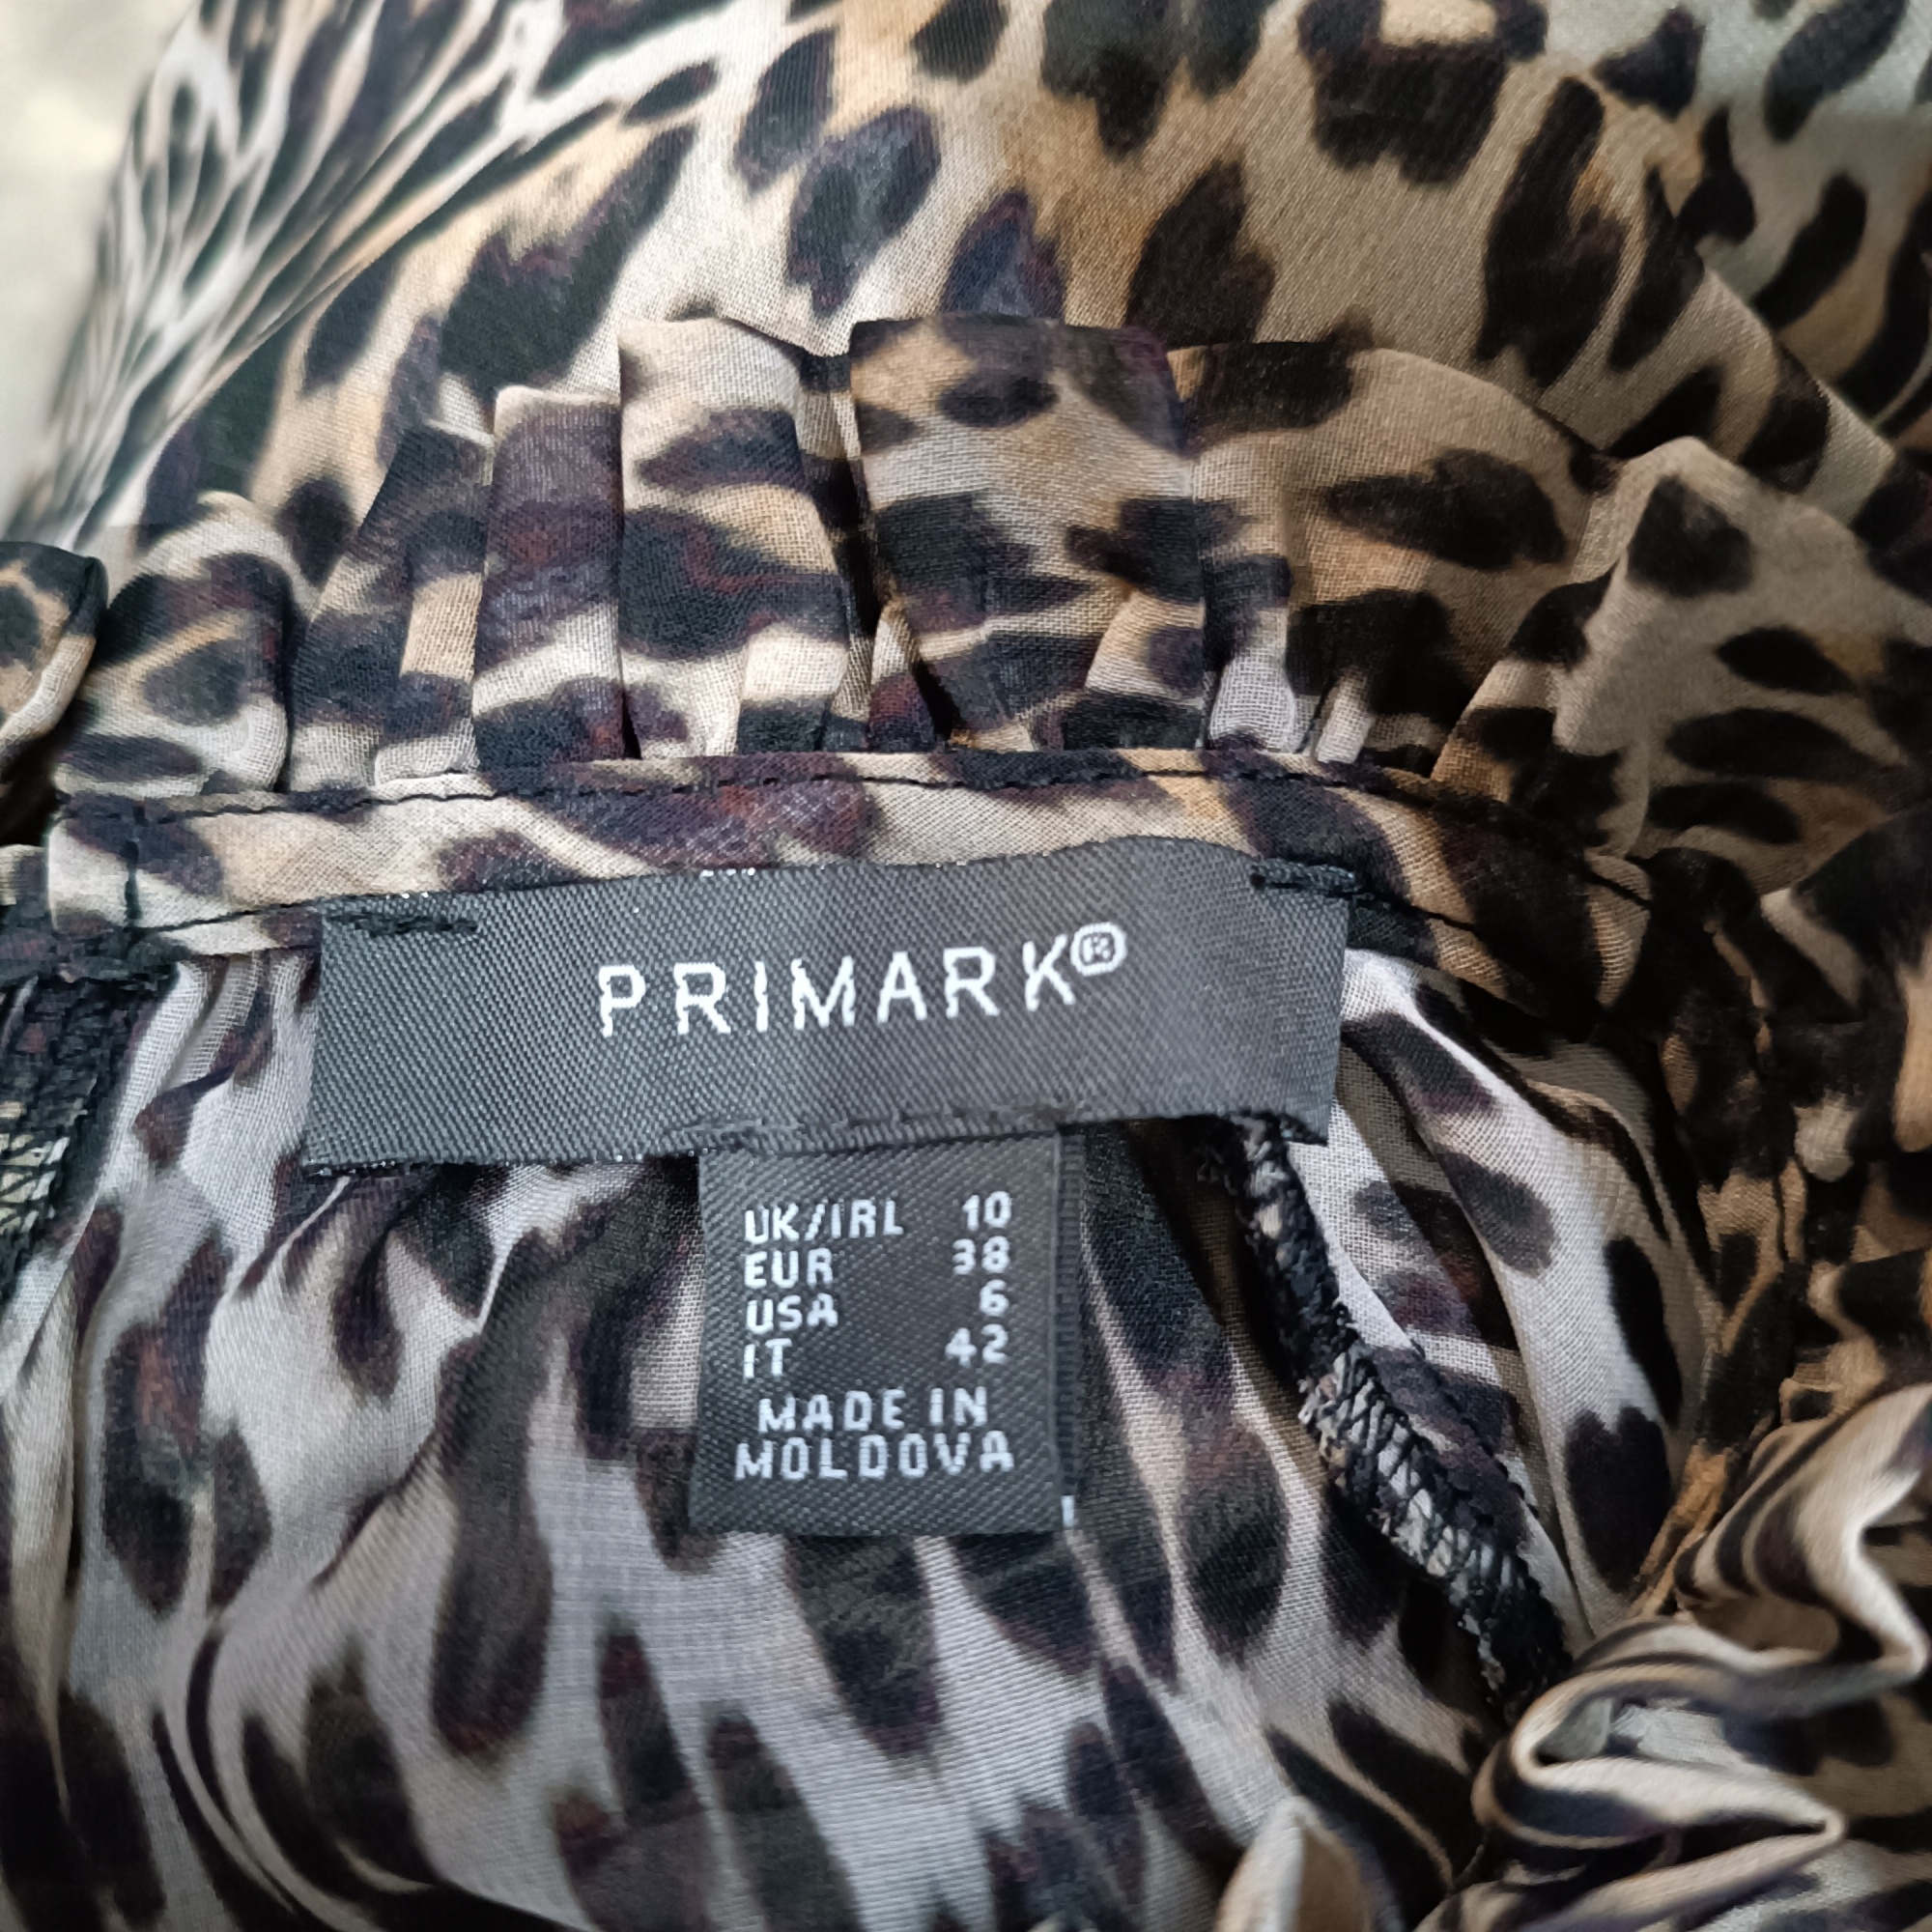 PRIMARK®
UK/IRL 10
EUR 38
USA 6
IT 42
MADE IN
MOLDOVA